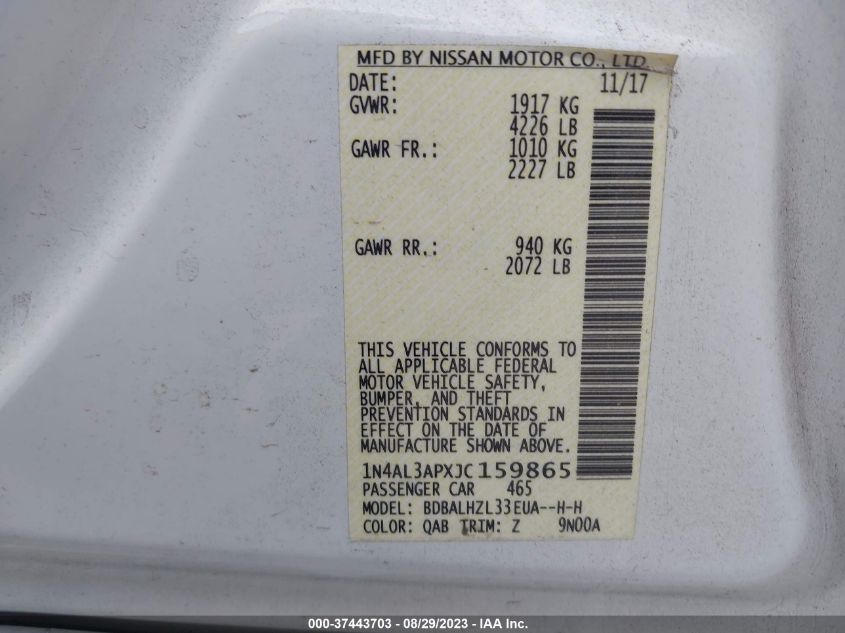 MFD BY NISSAN MOTOR CO., LTD.
DATE: 11/17
GVWR: 1917 KG
4226 LB
GAWR FR.: 1010 KG
2227 LB
GAWR RR.: 940 KG
2072 LB
THIS VEHICLE CONFORMS TO
ALL APPLICABLE FEDERAL
MOTOR VEHICLE SAFETY,
BUMPER, AND THEFT
PREVENTION STANDARDS IN
EFFECT ON THE DATE OF
MANUFACTURE SHOWN ABOVE.
1N4AL3APXJC159865
PASSENGER CAR 465
MODEL: BDBALHZL33EUA--H-H
COLOR: QAB TRIM: Z 9N00A
000-37443703 - 08/29/2023 - IAA Inc.